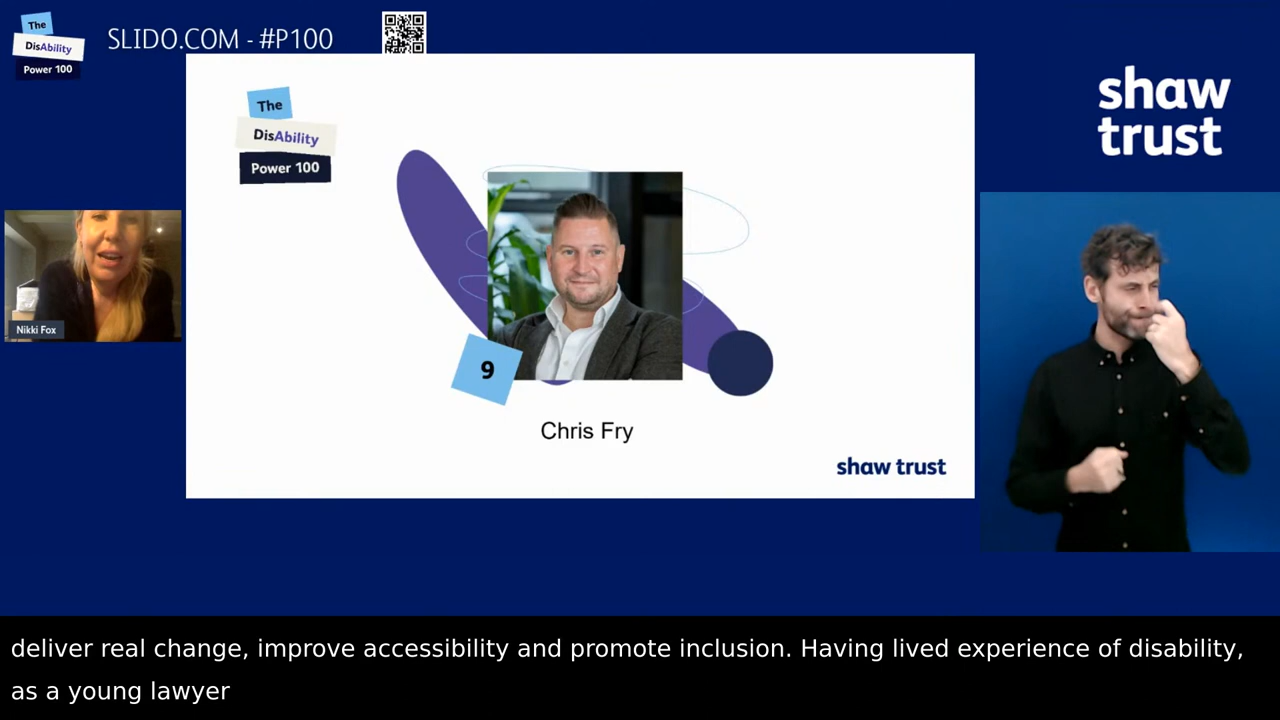 The
DisAbility
Power 100
SLIDO.COM - #P100
shaw
trust
The
DisAbility
Power 100
Nikki Fox
9
Chris Fry
shaw trust
deliver real change, improve accessibility and promote inclusion. Having lived experience of disability,
as a young lawyer